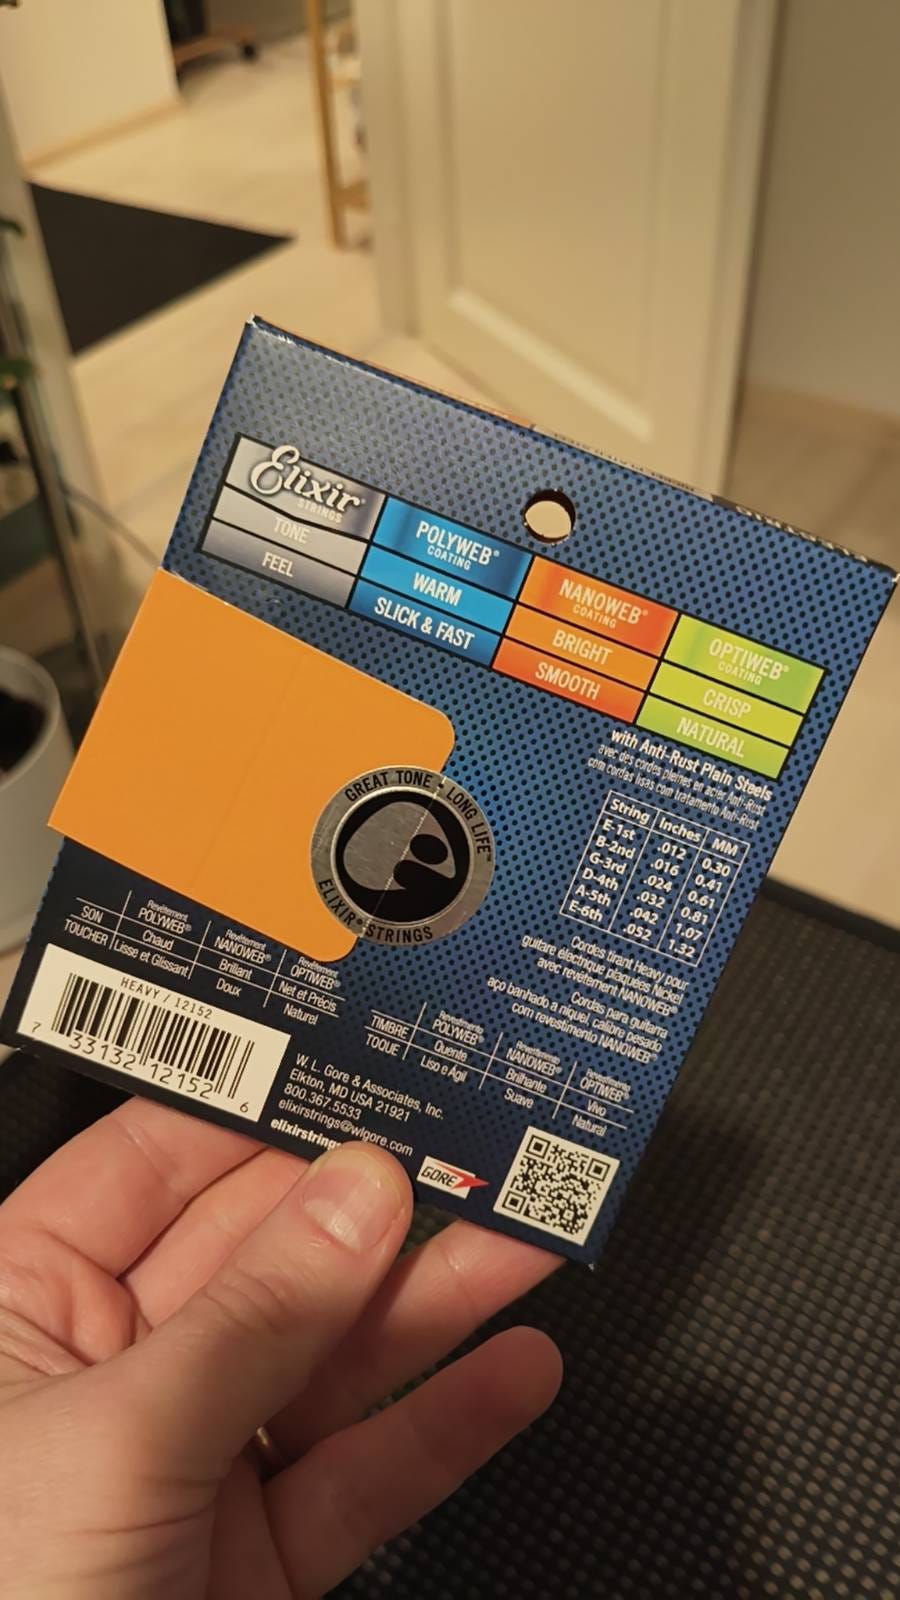 Elixir®
STRINGS
TONE
FEEL
POLYWEB®
COATING
WARM
SLICK & FAST
NANOWEB®
COATING
BRIGHT
SMOOTH
OPTIWEB®
COATING
CRISP
NATURAL
with Anti-Rust Plain Steels
avec des cordes pleines en acier Anti-Rust
com cordas lisas com tratamento Anti-Rust
String Inches MM
E-1st .012 0.30
B-2nd .016 0.41
G-3rd .024 0.61
D-4th .032 0.81
A-5th .042 1.07
E-6th .052 1.32
GREAT TONE • LONG LIFE™
ELIXIR® STRINGS
Cordes tirant Heavy pour
guitare électrique plaquées Nickel
avec revêtement NANOWEB®
Cordas para guitarra
aço banhado a níquel, calibre pesado
com revestimento NANOWEB®
SON
TOUCHER
Revêtement
POLYWEB®
Chaud
Lisse et Glissant
Revêtement
NANOWEB®
Brillant
Doux
Revêtement
OPTIWEB®
Net et Précis
Naturel
TIMBRE
TOQUE
Revestimento
POLYWEB®
Quente
Liso e Ágil
Revestimento
NANOWEB®
Brilhante
Suave
Revestimento
OPTIWEB®
Vivo
Natural
HEAVY / 12152
7 33132 12152 6
W. L. Gore & Associates, Inc.
Elkton, MD USA 21921
800.367.5533
elixirstrings@wlgore.com
GORE